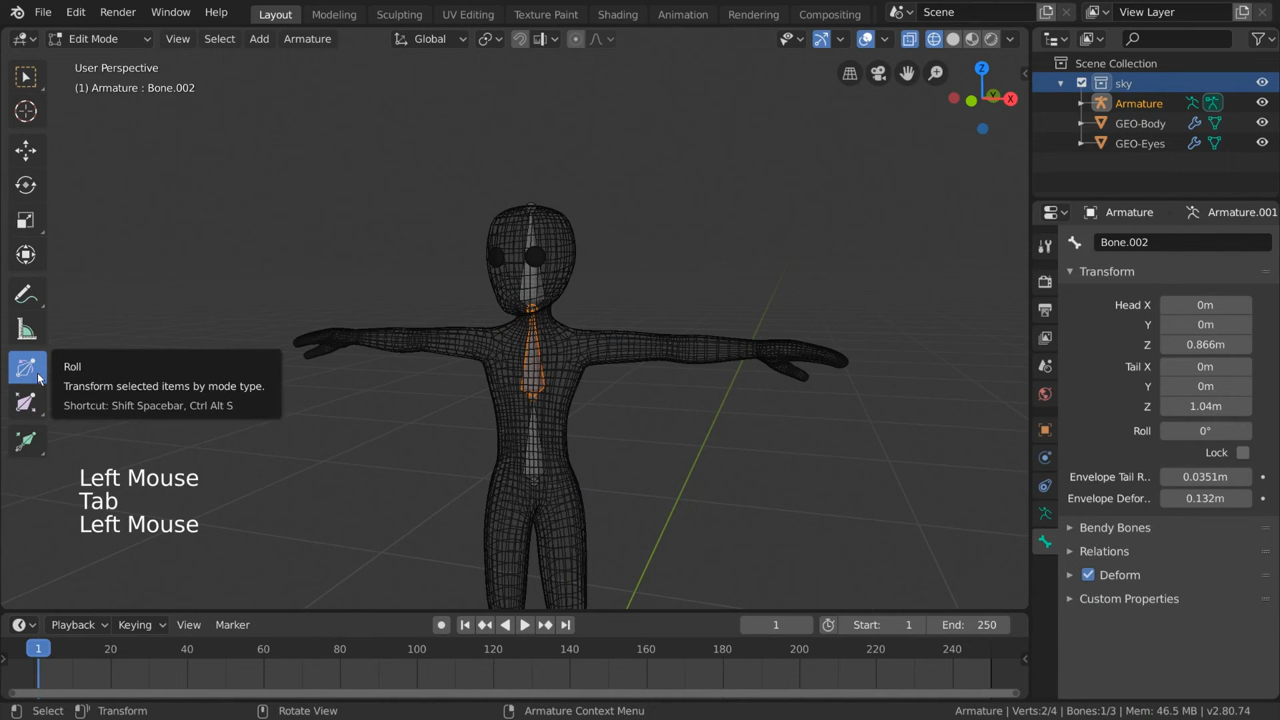 File Edit Render Window Help Layout Modeling Sculpting UV Editing Texture Paint Shading Animation Rendering Compositing Scene View Layer
Edit Mode View Select Add Armature Global
User Perspective
(1) Armature : Bone.002
Z
Y
X
Scene Collection
sky
Armature
GEO-Body
GEO-Eyes
Armature Armature.001
Bone.002
Transform
Head X 0m
Y 0m
Z 0.866m
Tail X 0m
Y 0m
Z 1.04m
Roll 0°
Lock
Envelope Tail R.. 0.0351m
Envelope Defor.. 0.132m
Bendy Bones
Relations
Deform
Custom Properties
Roll
Transform selected items by mode type.
Shortcut: Shift Spacebar, Ctrl Alt S
Left Mouse
Tab
Left Mouse
Playback Keying View Marker 1 Start: 1 End: 250
1 20 40 60 80 100 120 140 160 180 200 220 240
Select Transform Rotate View Armature Context Menu Armature | Verts:2/4 | Bones:1/3 | Mem: 46.5 MB | v2.80.74